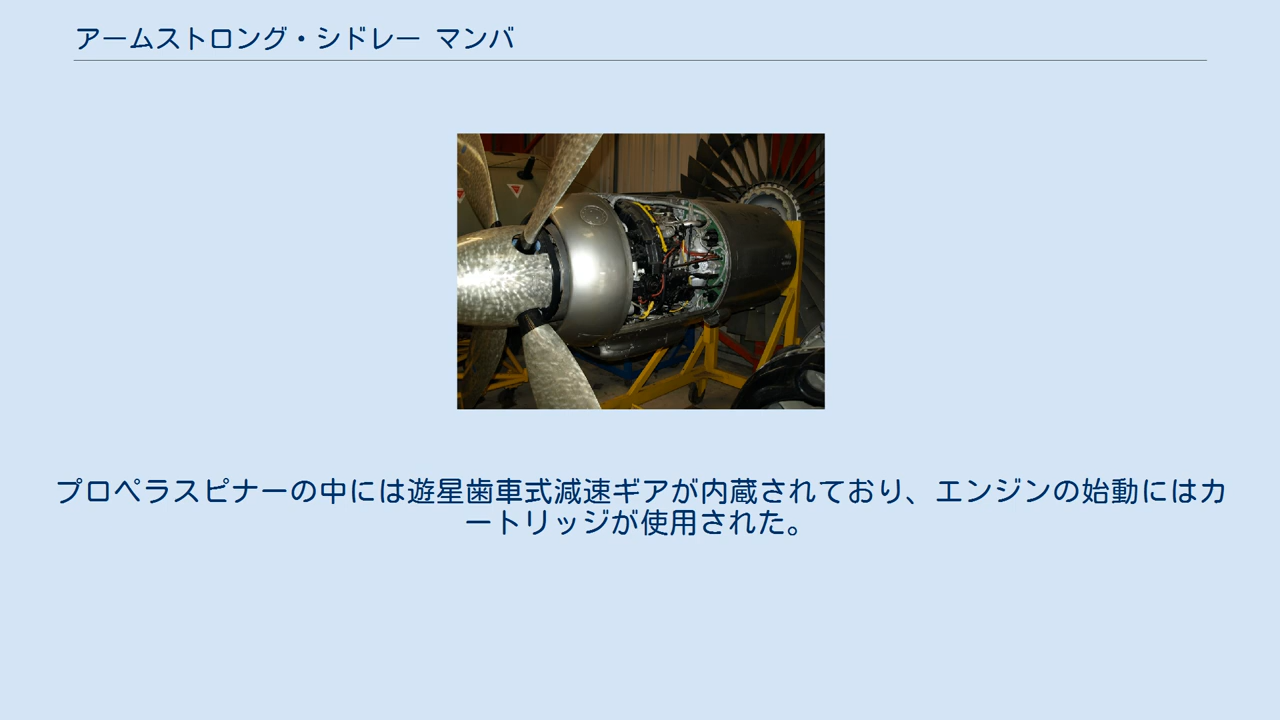 アームストロング・シドレー マンバ
プロペラスピナーの中には遊星歯車式減速ギアが内蔵されており、エンジンの始動にはカ
ートリッジが使用された。